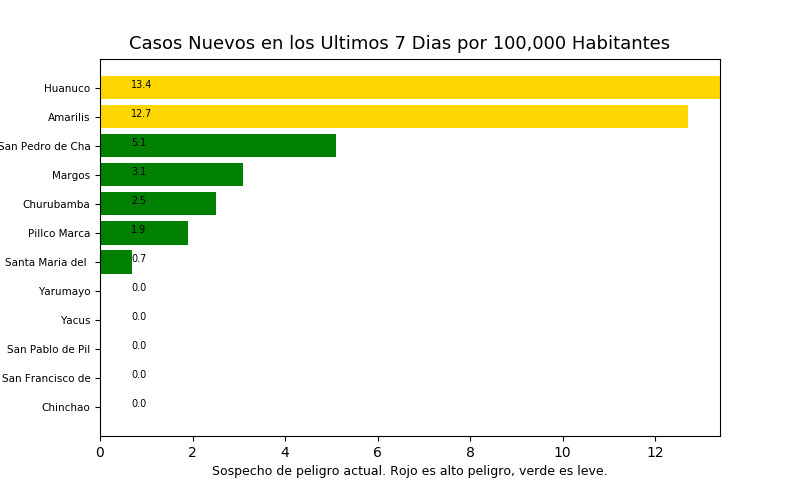 Casos Nuevos en los Ultimos 7 Dias por 100,000 Habitantes
Huanuco 13.4
Amarilis 12.7
San Pedro de Cha 5.1
Margos 3.1
Churubamba 2.5
Pillco Marca 1.9
Santa Maria del 0.7
Yarumayo 0.0
Yacus 0.0
San Pablo de Pil 0.0
San Francisco de 0.0
Chinchao 0.0
0 2 4 6 8 10 12
Sospecho de peligro actual. Rojo es alto peligro, verde es leve.